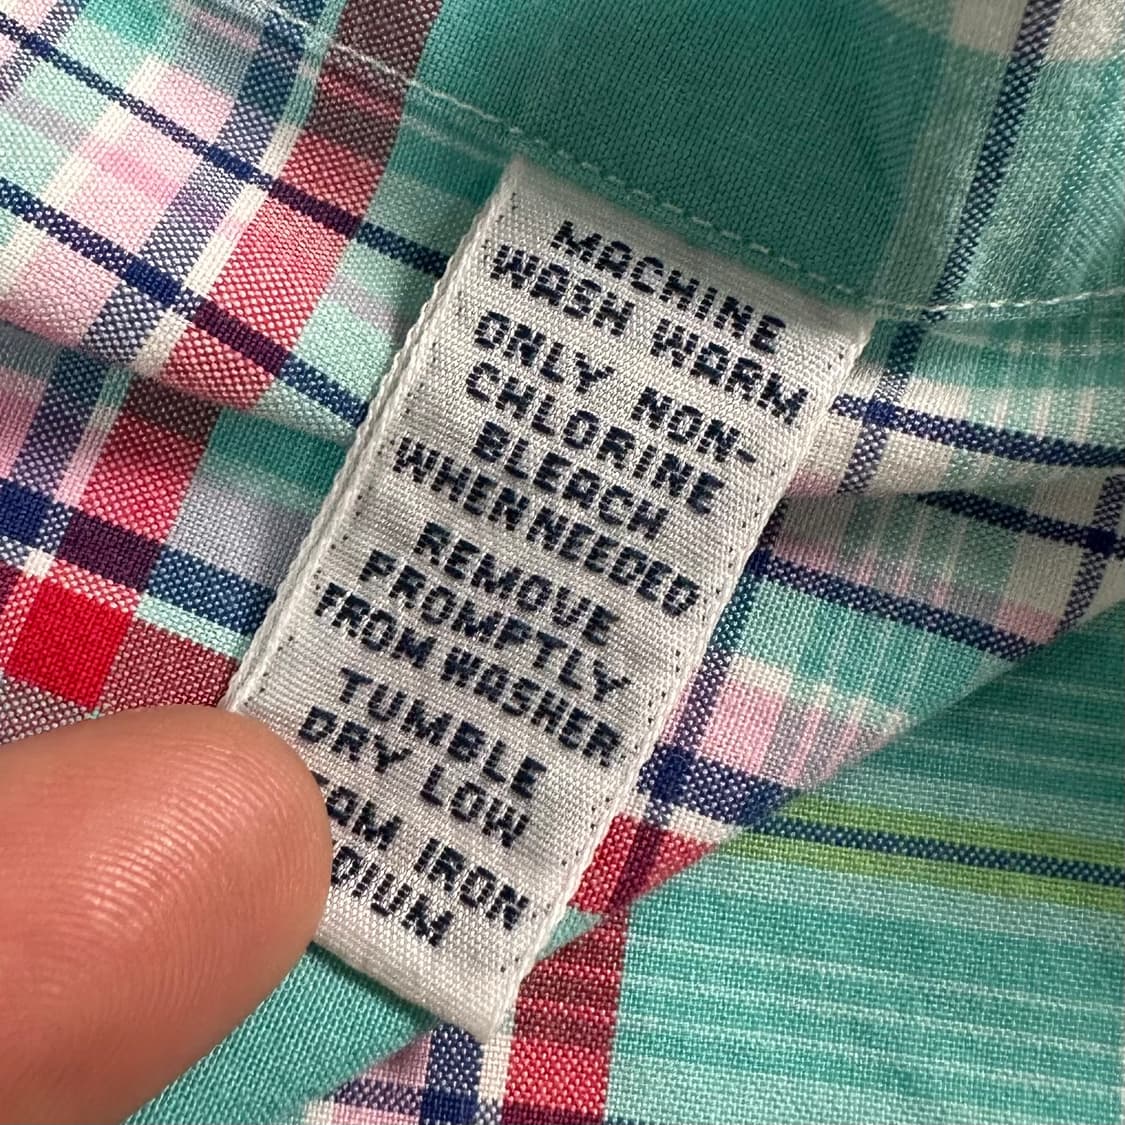 MACHINE
WASH WARM
ONLY NON-
CHLORINE
BLEACH
WHEN NEEDED
REMOVE
PROMPTLY
FROM WASHER
TUMBLE
DRY LOW
IRON